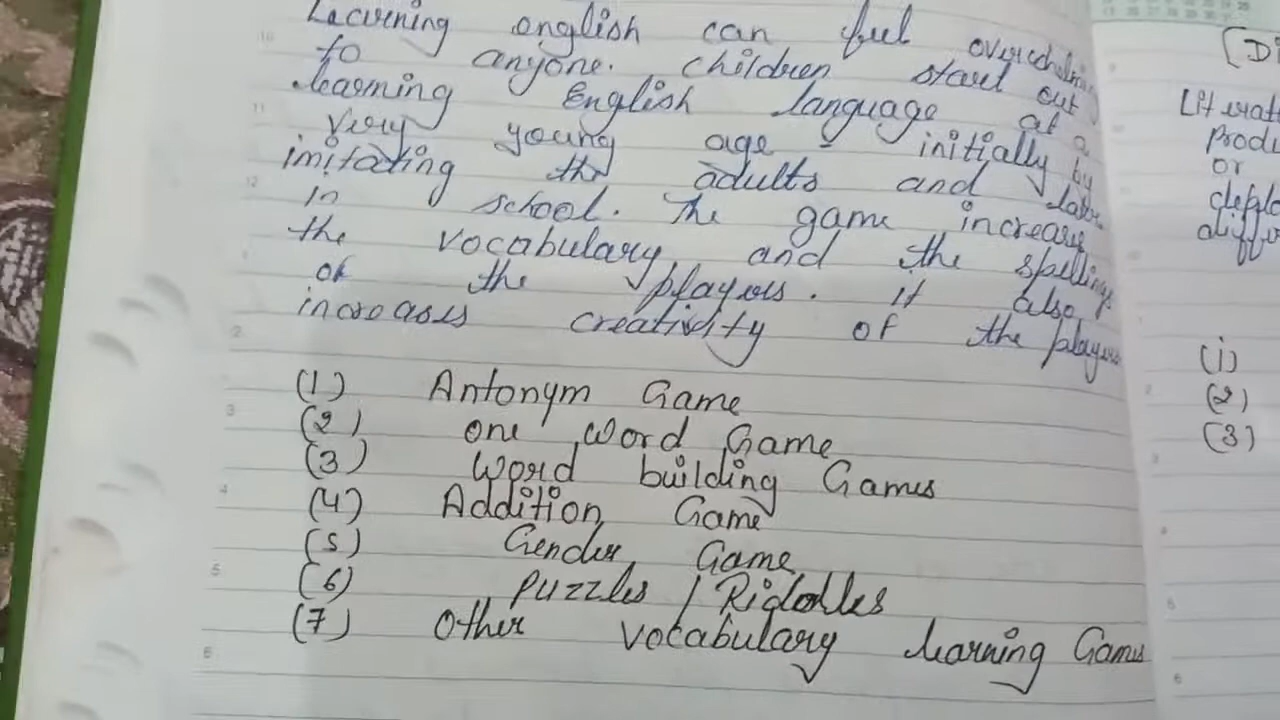 Learning english can feel overwhelming
to anyone. children start out
learning English language at a
very young age initially by
imitating the adults and later
in school. The game increase
the vocabulary and the spellings
of the players. it also
increases creativity of the players
(1) Antonym Game
(2) one word Game
(3) Word building Games
(4) Addition Game
(5) Gender Game
(6) puzzles / Riddles
(7) Other vocabulary learning Games
or
(1)
(2)
(3)